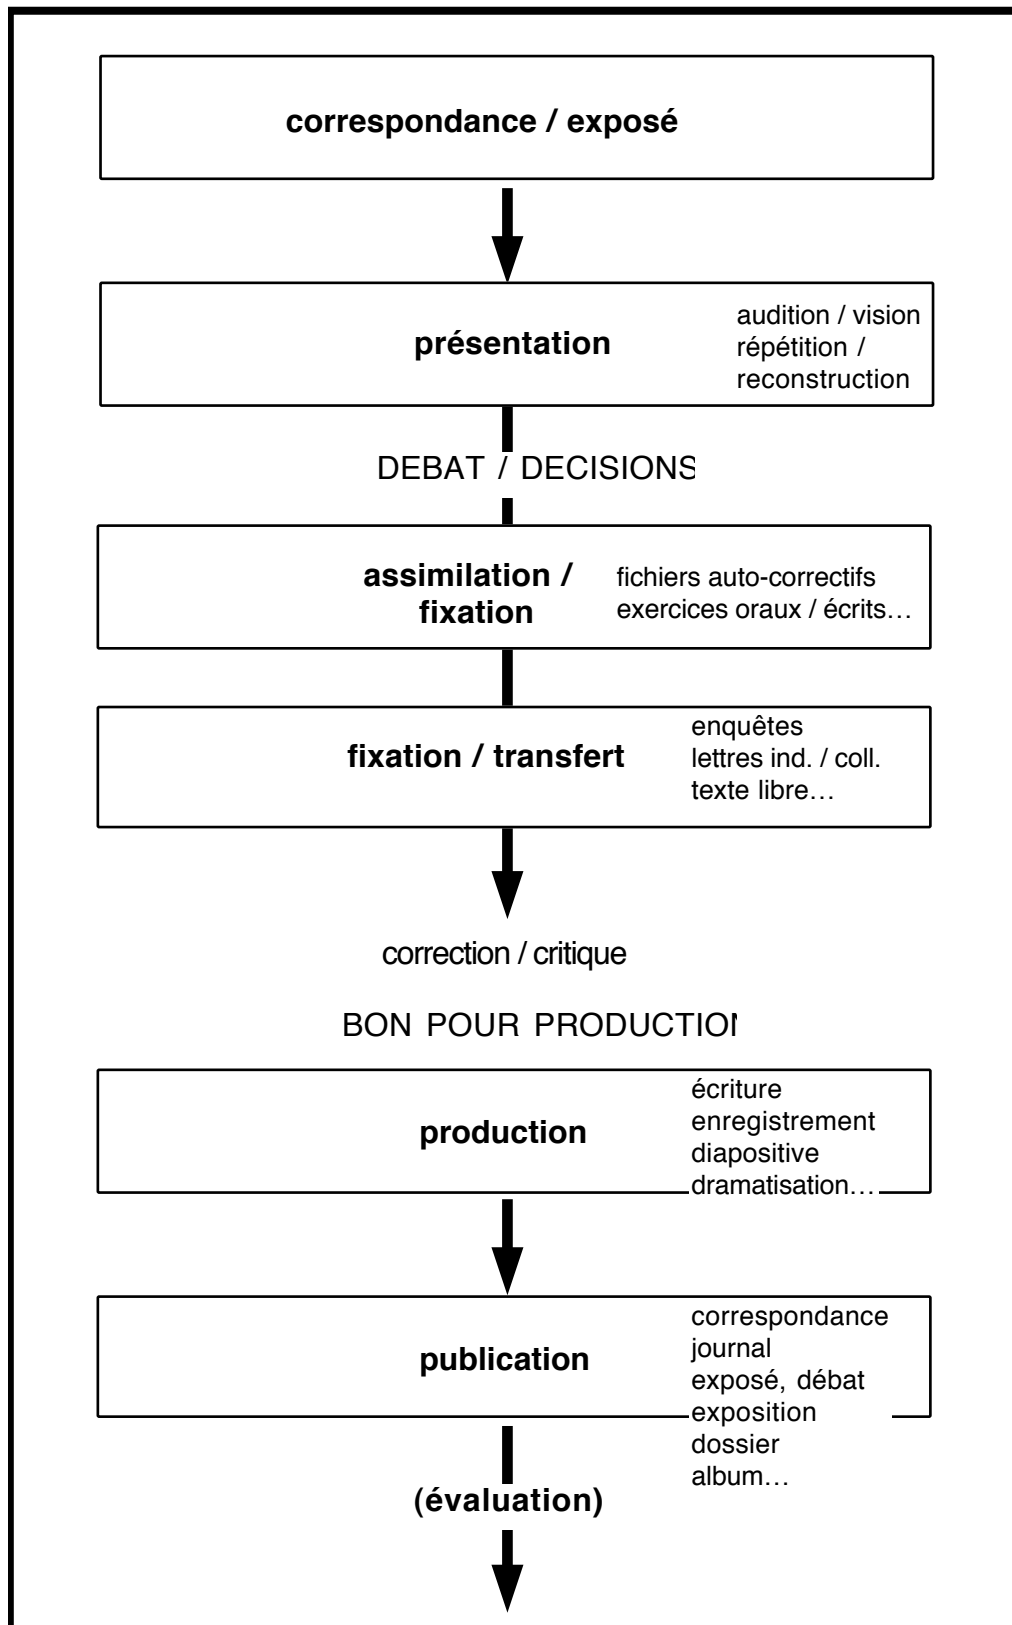 correspondance / exposé
présentation
audition / vision
répétition /
reconstruction
DEBAT / DECISIONS
assimilation /
fixation
fichiers auto-correctifs
exercices oraux / écrits…
fixation / transfert
enquêtes
lettres ind. / coll.
texte libre…
correction / critique
BON POUR PRODUCTION
production
écriture
enregistrement
diapositive
dramatisation…
publication
correspondance
journal
exposé, débat
exposition
dossier
album…
(évaluation)